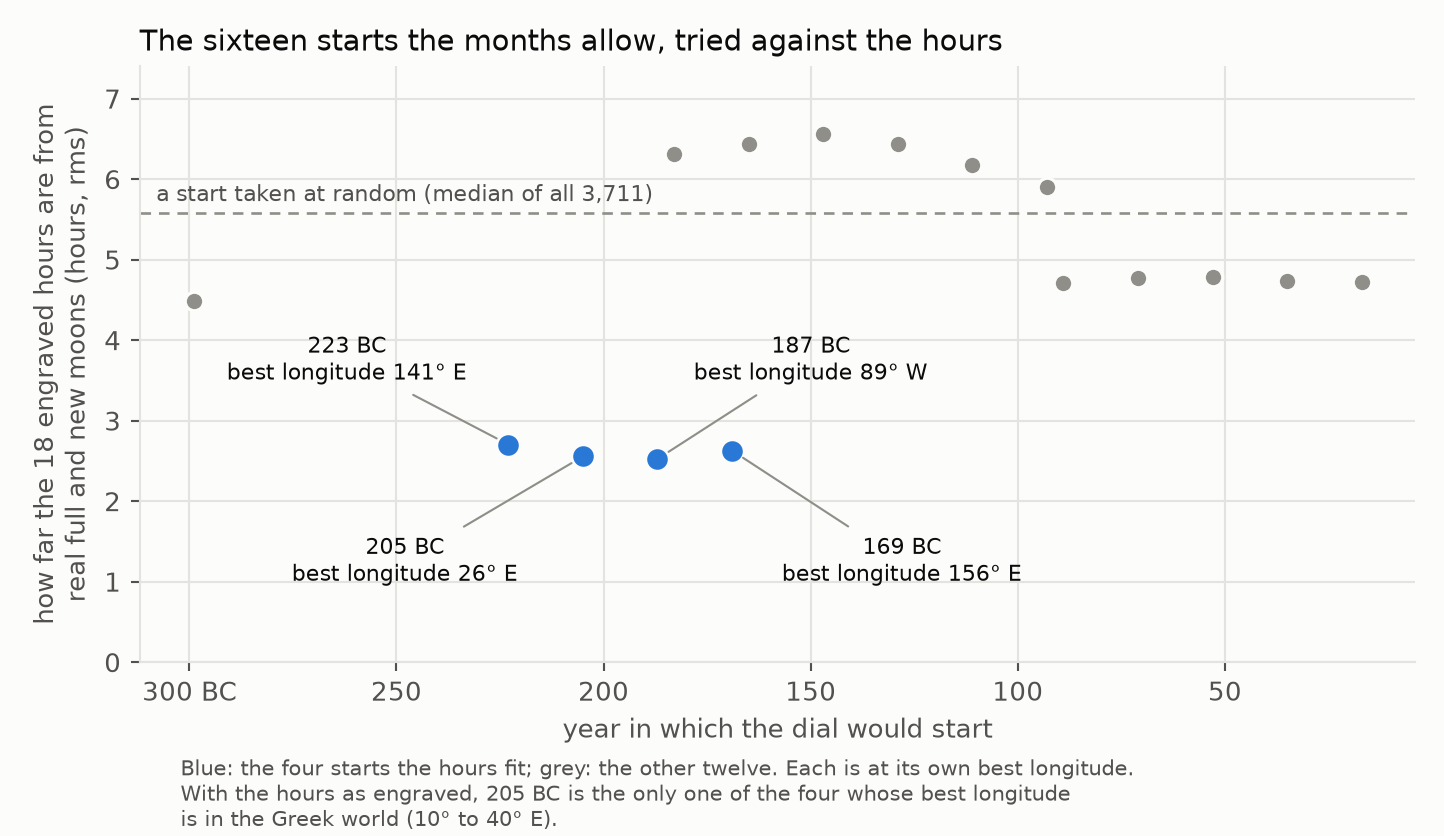 The sixteen starts the months allow, tried against the hours
how far the 18 engraved hours are from
real full and new moons (hours, rms)
7
6
5
4
3
2
1
0
a start taken at random (median of all 3,711)
223 BC
best longitude 141° E
187 BC
best longitude 89° W
205 BC
best longitude 26° E
169 BC
best longitude 156° E
300 BC
250
200
150
100
50
year in which the dial would start
Blue: the four starts the hours fit; grey: the other twelve. Each is at its own best longitude.
With the hours as engraved, 205 BC is the only one of the four whose best longitude
is in the Greek world (10° to 40° E).